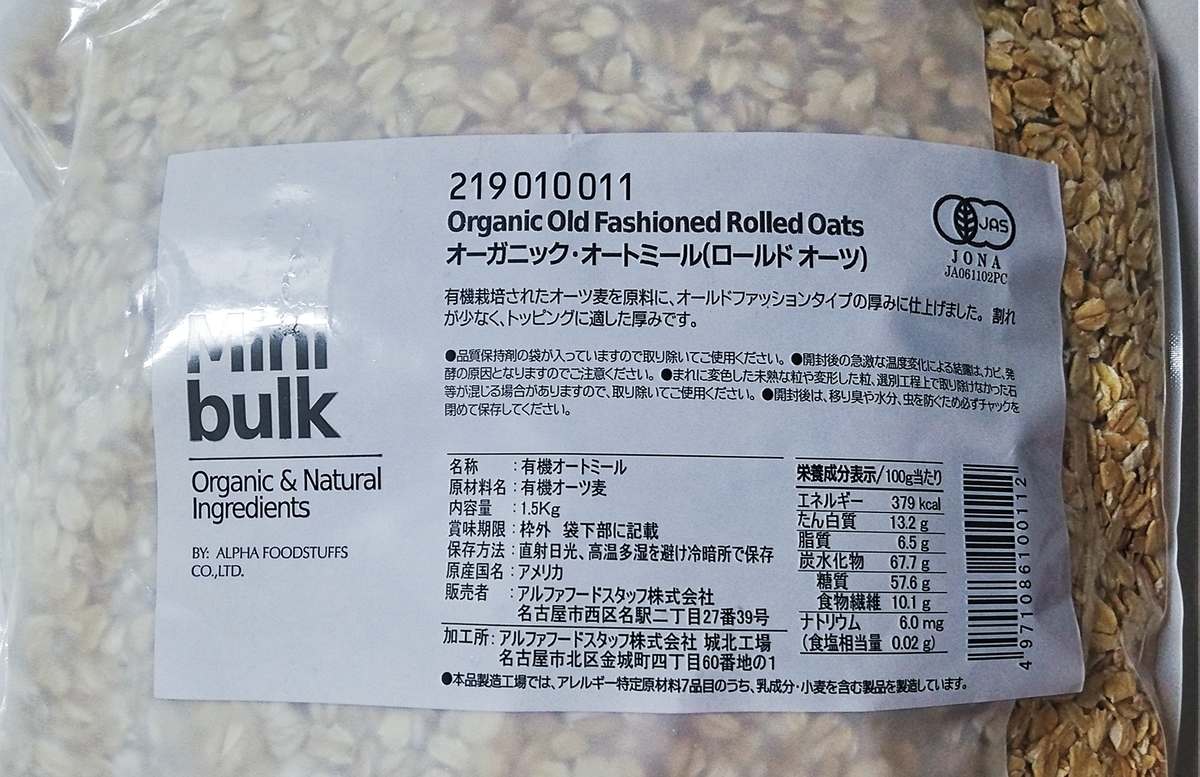 219010011
Organic Old Fashioned Rolled Oats
オーガニック・オートミール(ロールド オーツ)
JAS
JONA
JA061102PC
有機栽培されたオーツ麦を原料に、オールドファッションタイプの厚みに仕上げました。割れ
が少なく、トッピングに適した厚みです。
●品質保持剤の袋が入っていますので取り除いてご使用ください。●開封後の急激な温度変化による結露は、カビ、発
酵の原因となりますのでご注意ください。●まれに変色した未熟な粒や変形した粒、選別工程上で取り除けなかった石
等が混じる場合がありますので、取り除いてご使用ください。●開封後は、移り臭や水分、虫を防ぐため必ずチャックを
閉めて保存してください。
Mini
bulk
Organic & Natural
Ingredients
BY: ALPHA FOODSTUFFS
CO.,LTD.
名称 :有機オートミール
原材料名:有機オーツ麦
内容量 :1.5Kg
賞味期限:枠外 袋下部に記載
保存方法:直射日光、高温多湿を避け冷暗所で保存
原産国名:アメリカ
販売者 :アルファフードスタッフ株式会社
名古屋市西区名駅二丁目27番39号
加工所:アルファフードスタッフ株式会社 城北工場
名古屋市北区金城町四丁目60番地の1
●本品製造工場では、アレルギー特定原材料7品目のうち、乳成分・小麦を含む製品を製造しています。
栄養成分表示/100g当たり
エネルギー 379 kcal
たん白質 13.2 g
脂質 6.5 g
炭水化物 67.7 g
糖質 57.6 g
食物繊維 10.1 g
ナトリウム 6.0 mg
(食塩相当量 0.02 g)
4971086100112